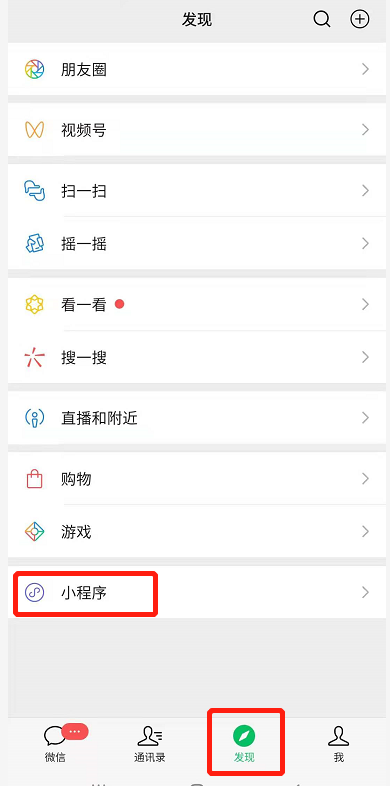 发现
朋友圈
视频号
扫一扫
摇一摇
看一看
搜一搜
直播和附近
购物
游戏
小程序
微信
通讯录
发现
我